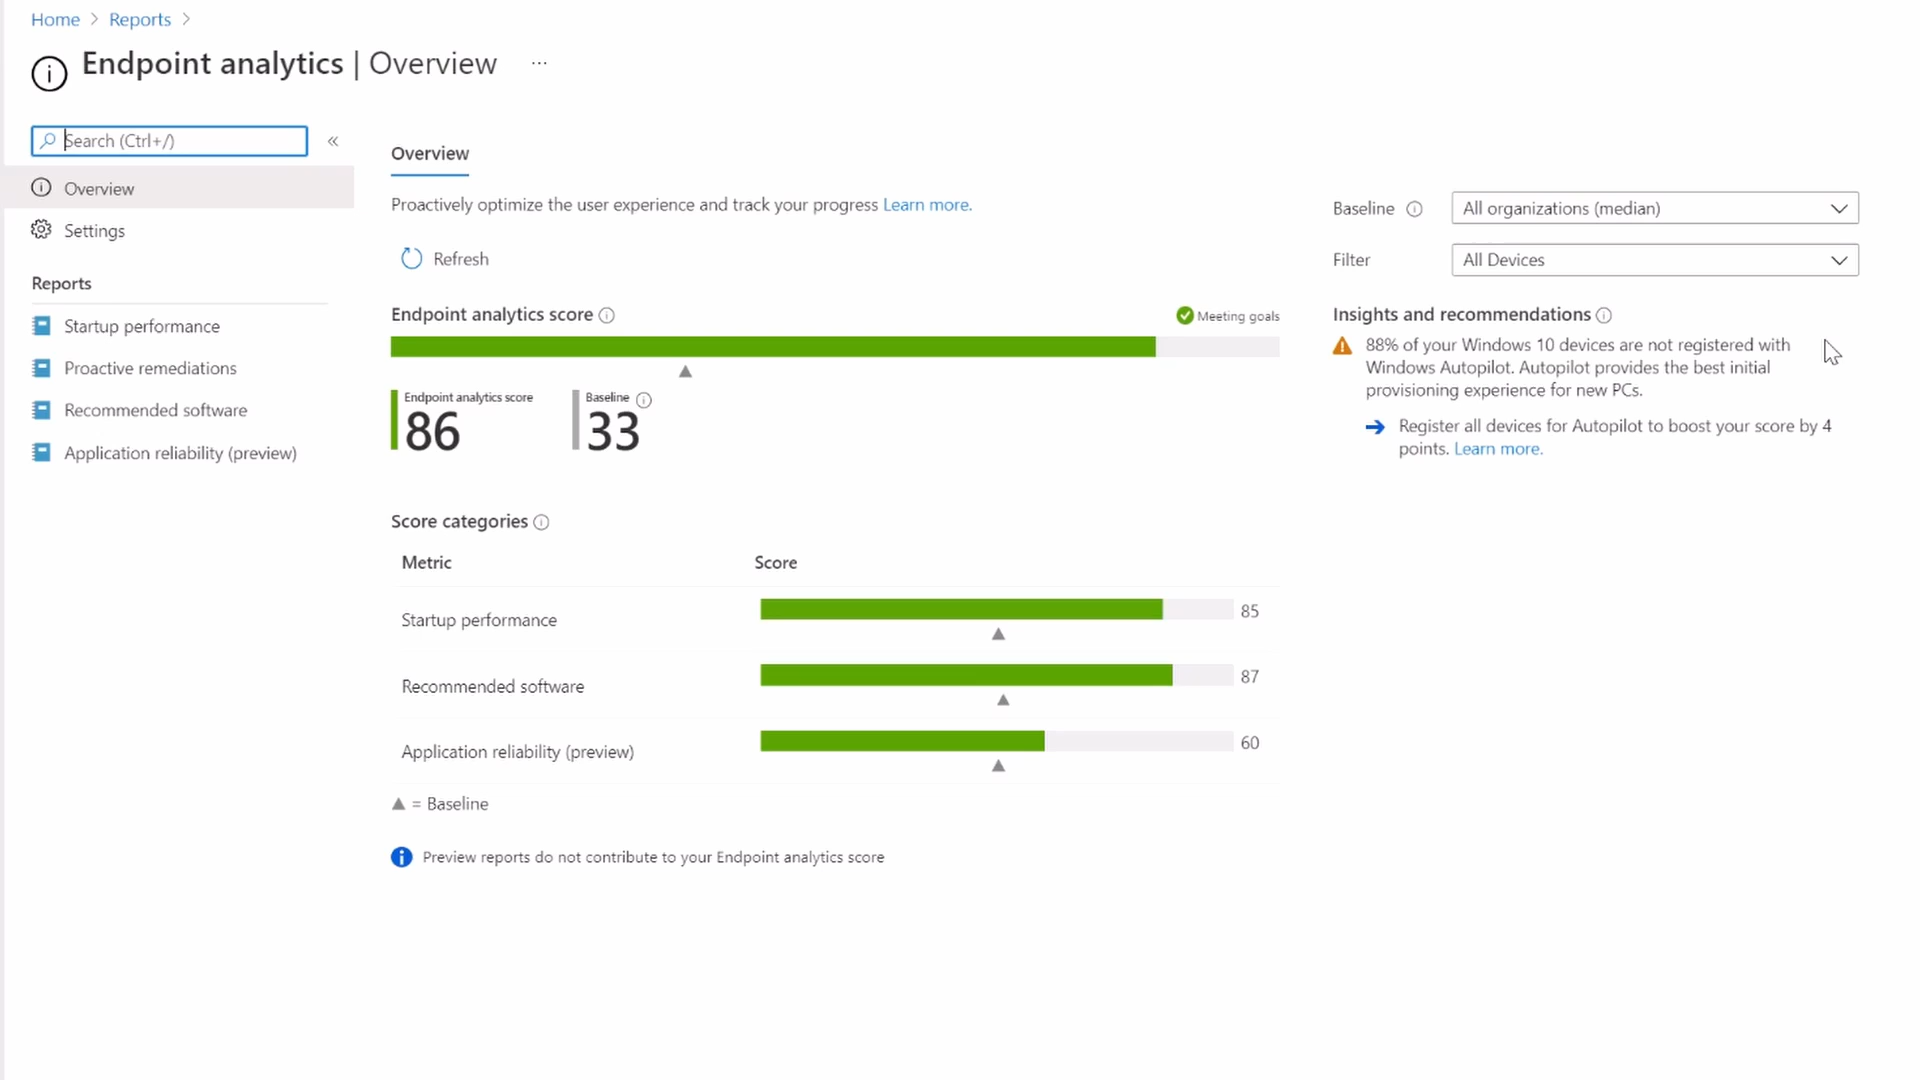 Home > Reports >
Endpoint analytics | Overview ...
Search (Ctrl+/) «
Overview
Settings
Reports
Startup performance
Proactive remediations
Recommended software
Application reliability (preview)
Overview
Proactively optimize the user experience and track your progress Learn more.
Refresh
Baseline
All organizations (median)
Filter
All Devices
Endpoint analytics score
Meeting goals
Endpoint analytics score
86
Baseline
33
Insights and recommendations
88% of your Windows 10 devices are not registered with
Windows Autopilot. Autopilot provides the best initial
provisioning experience for new PCs.
Register all devices for Autopilot to boost your score by 4
points. Learn more.
Score categories
Metric Score
Startup performance 85
Recommended software 87
Application reliability (preview) 60
▲ = Baseline
Preview reports do not contribute to your Endpoint analytics score